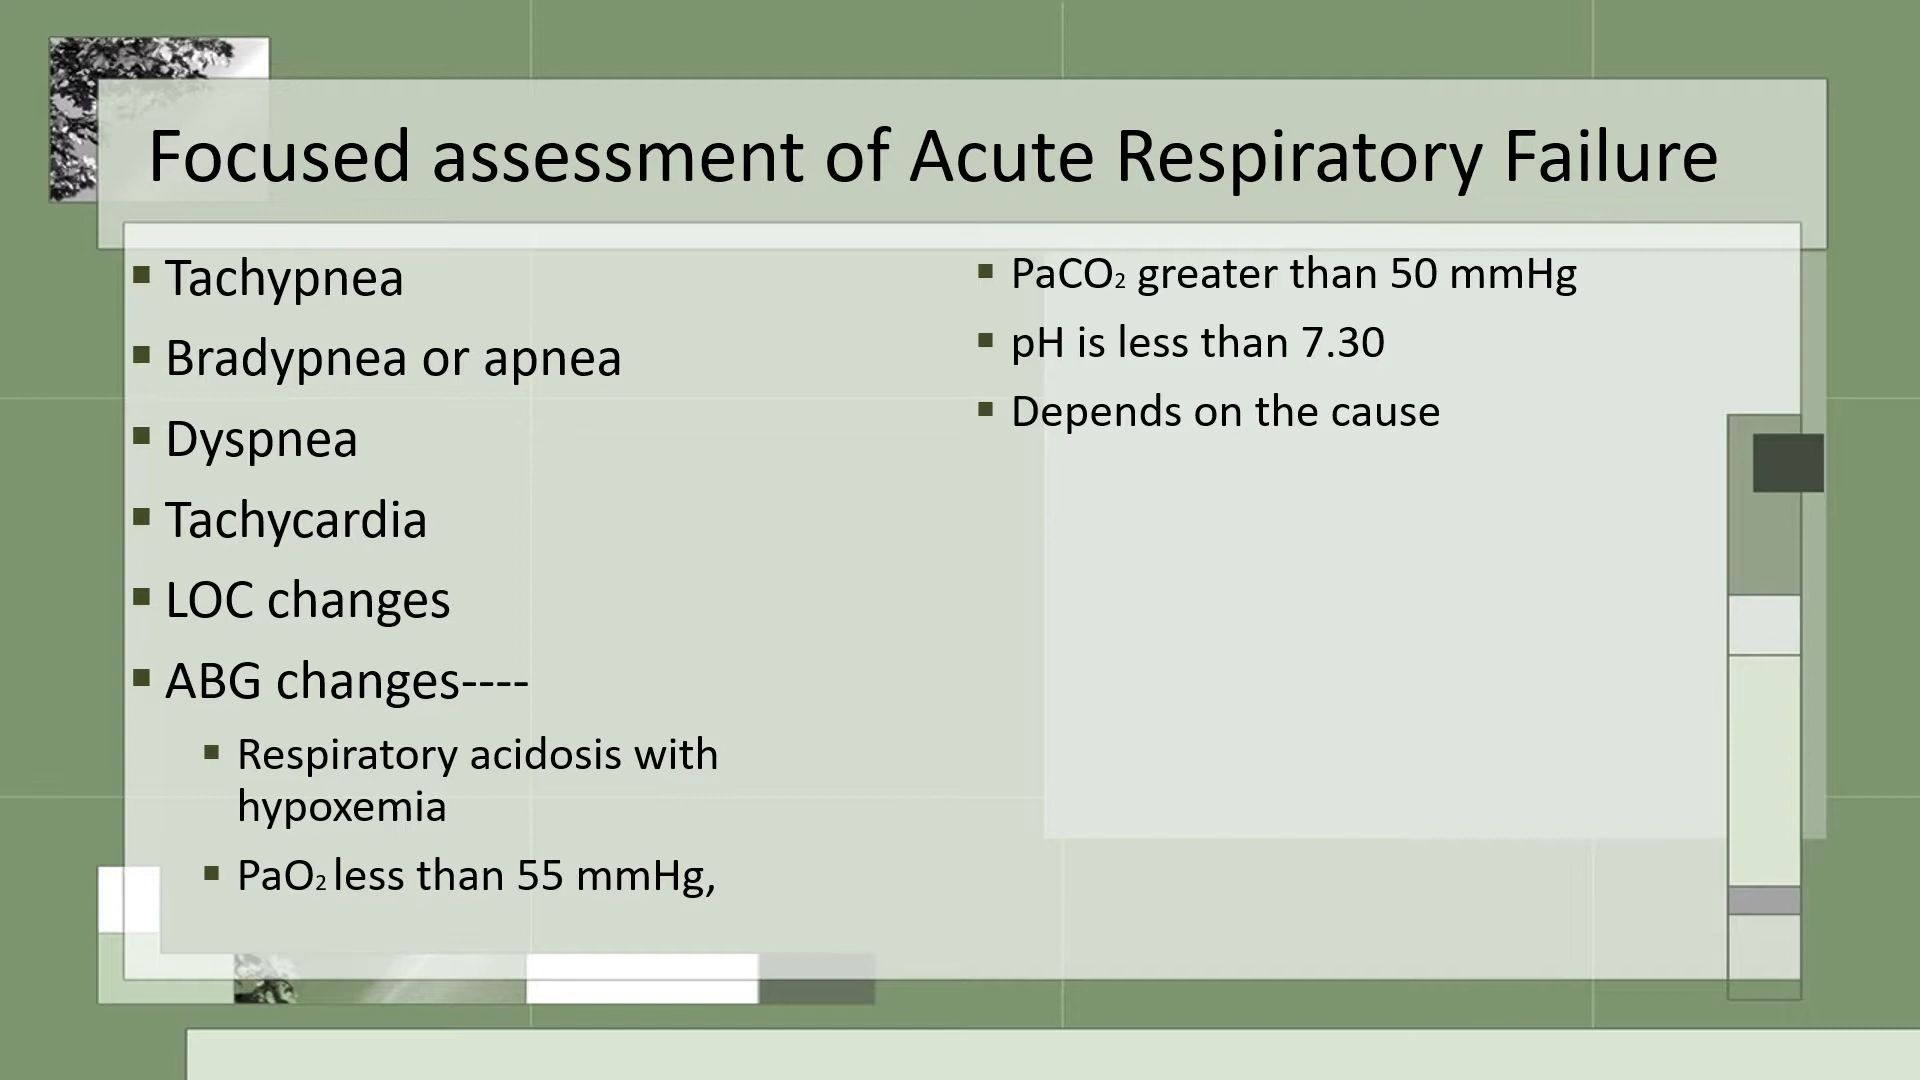 Focused assessment of Acute Respiratory Failure
▪ Tachypnea
▪ Bradypnea or apnea
▪ Dyspnea
▪ Tachycardia
▪ LOC changes
▪ ABG changes----
▪ Respiratory acidosis with
hypoxemia
▪ PaO₂ less than 55 mmHg,
▪ PaCO₂ greater than 50 mmHg
▪ pH is less than 7.30
▪ Depends on the cause